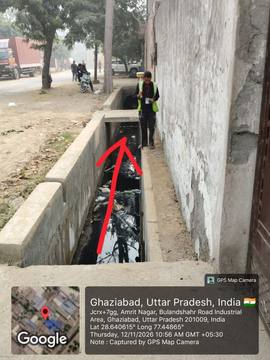 GPS Map Camera
Ghaziabad, Uttar Pradesh, India 🇮🇳
Jcrx+7gg, Amrit Nagar, Bulandshahr Road Industrial
Area, Ghaziabad, Uttar Pradesh 201009, India
Lat 28.640615° Long 77.44865°
Thursday, 12/11/2026 10:56 AM GMT +05:30
Note : Captured by GPS Map Camera
Google